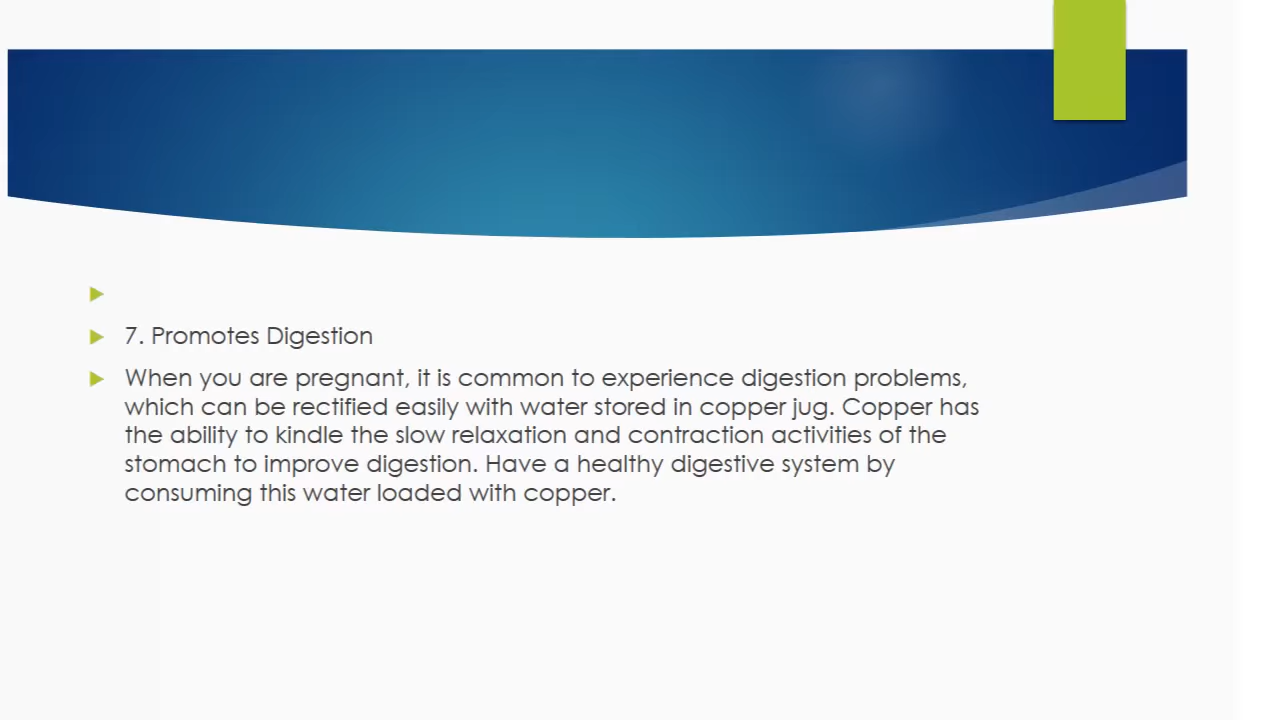 7. Promotes Digestion
When you are pregnant, it is common to experience digestion problems,
which can be rectified easily with water stored in copper jug. Copper has
the ability to kindle the slow relaxation and contraction activities of the
stomach to improve digestion. Have a healthy digestive system by
consuming this water loaded with copper.